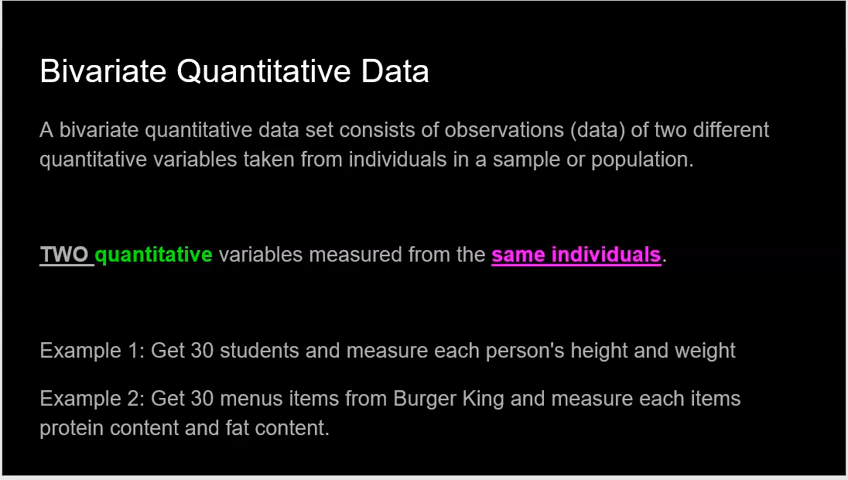 Bivariate Quantitative Data
A bivariate quantitative data set consists of observations (data) of two different
quantitative variables taken from individuals in a sample or population.
TWO quantitative variables measured from the same individuals.
Example 1: Get 30 students and measure each person's height and weight
Example 2: Get 30 menus items from Burger King and measure each items
protein content and fat content.